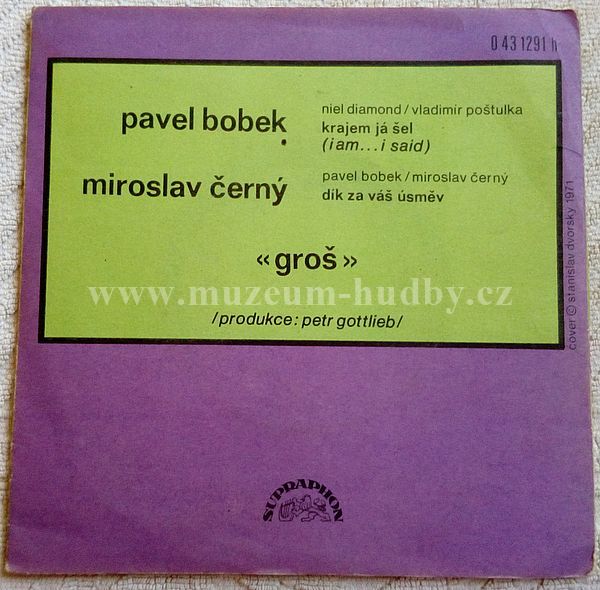 0 43 1291 h
pavel bobek
niel diamond / vladimír poštulka
krajem já šel
(i am...i said)
miroslav černý
pavel bobek / miroslav černý
dík za váš úsměv
«groš»
www.muzeum-hudby.cz
/produkce: petr gottlieb/
cover © stanislav dvorský 1971
SUPRAPHON